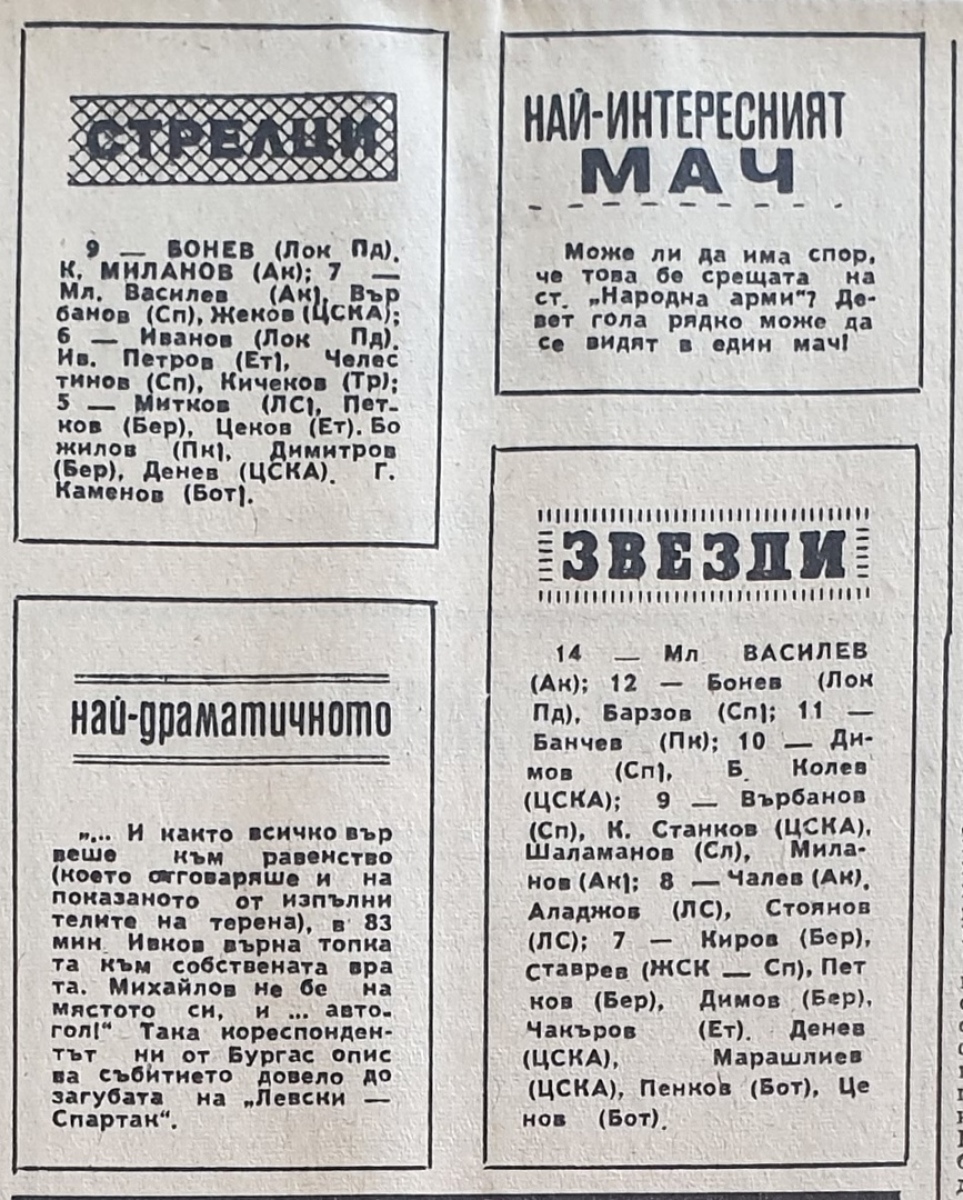 СТРЕЛЦИ
9 — БОНЕВ (Лок Пд).
К. МИЛАНОВ (Ак); 7 —
Мл. Василев (Ак), Вър
банов (Сп), Жеков (ЦСКА);
6 — Иванов (Лок Пд).
Ив. Петров (Ет), Челес
тинов (Сп), Кичеков (Тр);
5 — Митков (ЛС), Пет-
ков (Бер), Цеков (Ет). Бо
жилов (Пк), Димитров
(Бер), Денев (ЦСКА). Г.
Каменов (Бот).
най-драматичното
„... И както всичко вър
веше към равенство
(което отговаряше и на
показаното от изпълни
телите на терена), в 83
мин. Ивков върна топка
та към собствената вра
та. Михайлов не бе на
мястото си, и ... авто-
гол!“ Така кореспонден-
тът ни от Бургас опис
ва събитието довело до
загубата на „Левски —
Спартак“.
НАЙ-ИНТЕРЕСНИЯТ
МАЧ
Може ли да има спор,
че това бе срещата на
ст. „Народна арми“? Де-
вет гола рядко може да
се видят в един мач!
ЗВЕЗДИ
14 — Мл ВАСИЛЕВ
(Ак); 12 — Бонев (Лок
Пд), Барзов (Сп); 11 —
Банчев (Пк); 10 — Ди-
мов (Сп), Б. Колев
(ЦСКА); 9 — Върбанов
(Сп), К. Станков (ЦСКА),
Шаламанов (Сл), Мила-
нов (Ак); 8 — Чалев (Ак),
Аладжов (ЛС), Стоянов
(ЛС); 7 — Киров (Бер),
Ставрев (ЖСК — Сп), Пет
ков (Бер), Димов (Бер),
Чакъров (Ет). Денев
(ЦСКА), Марашлиев
(ЦСКА), Пенков (Бот), Це
нов (Бот).